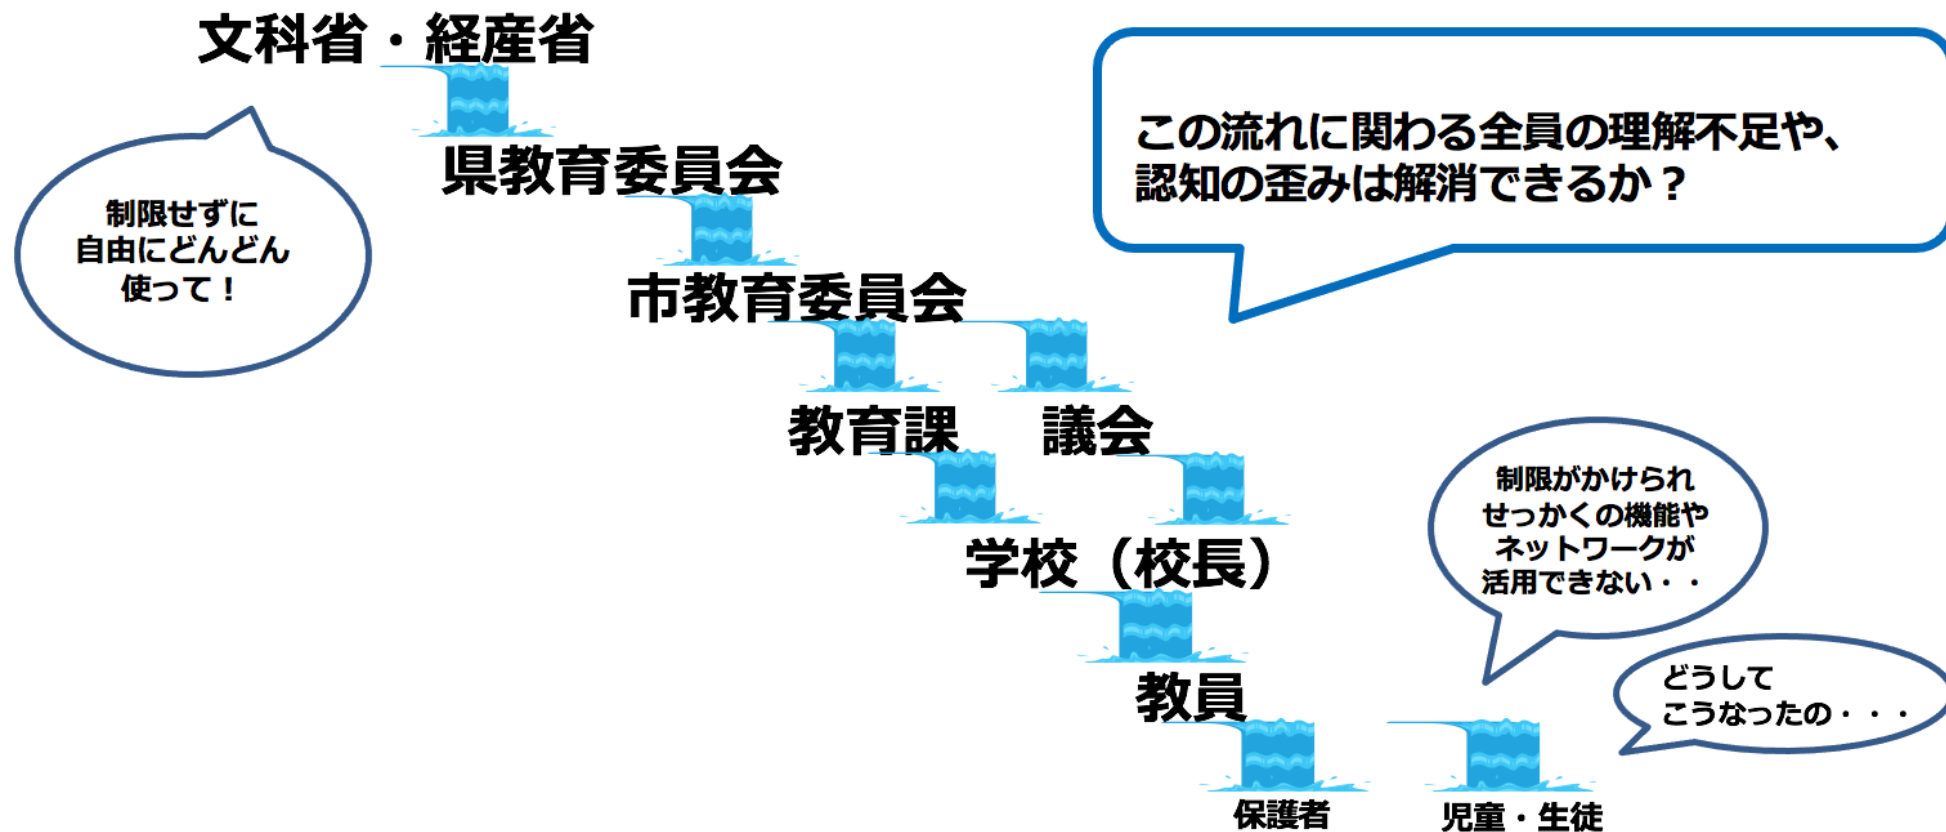 文科省・経産省
制限せずに
自由にどんどん
使って！
県教育委員会
この流れに関わる全員の理解不足や、
認知の歪みは解消できるか？
市教育委員会
教育課
議会
学校（校長）
制限がかけられ
せっかくの機能や
ネットワークが
活用できない・・
教員
どうして
こうなったの・・・
保護者
児童・生徒